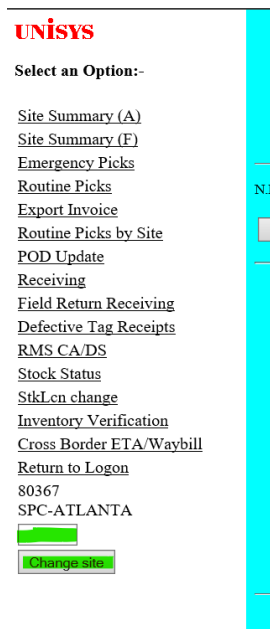 UNISYS
Select an Option:-
Site Summary (A)
Site Summary (F)
Emergency Picks
Routine Picks
Export Invoice
Routine Picks by Site
POD Update
Receiving
Field Return Receiving
Defective Tag Receipts
RMS CA/DS
Stock Status
StkLcn change
Inventory Verification
Cross Border ETA/Waybill
Return to Logon
80367
SPC-ATLANTA
Change site